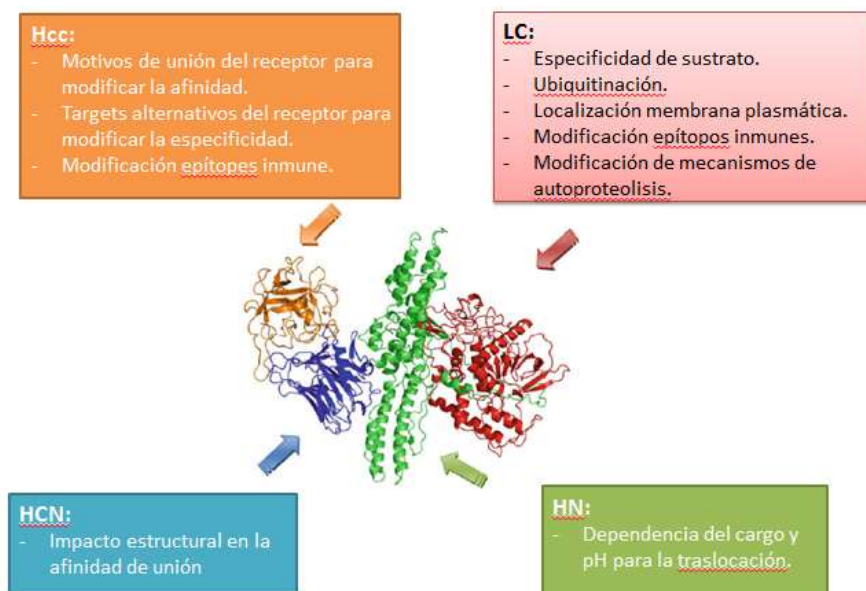 Hcc:
- Motivos de unión del receptor para
modificar la afinidad.
- Targets alternativos del receptor para
modificar la especificidad.
- Modificación epítopes inmune.
LC:
- Especificidad de sustrato.
- Ubiquitinación.
- Localización membrana plasmática.
- Modificación epítopos inmunes.
- Modificación de mecanismos de
autoproteolisis.
HCN:
- Impacto estructural en la
afinidad de unión
HN:
- Dependencia del cargo y
pH para la traslocación.